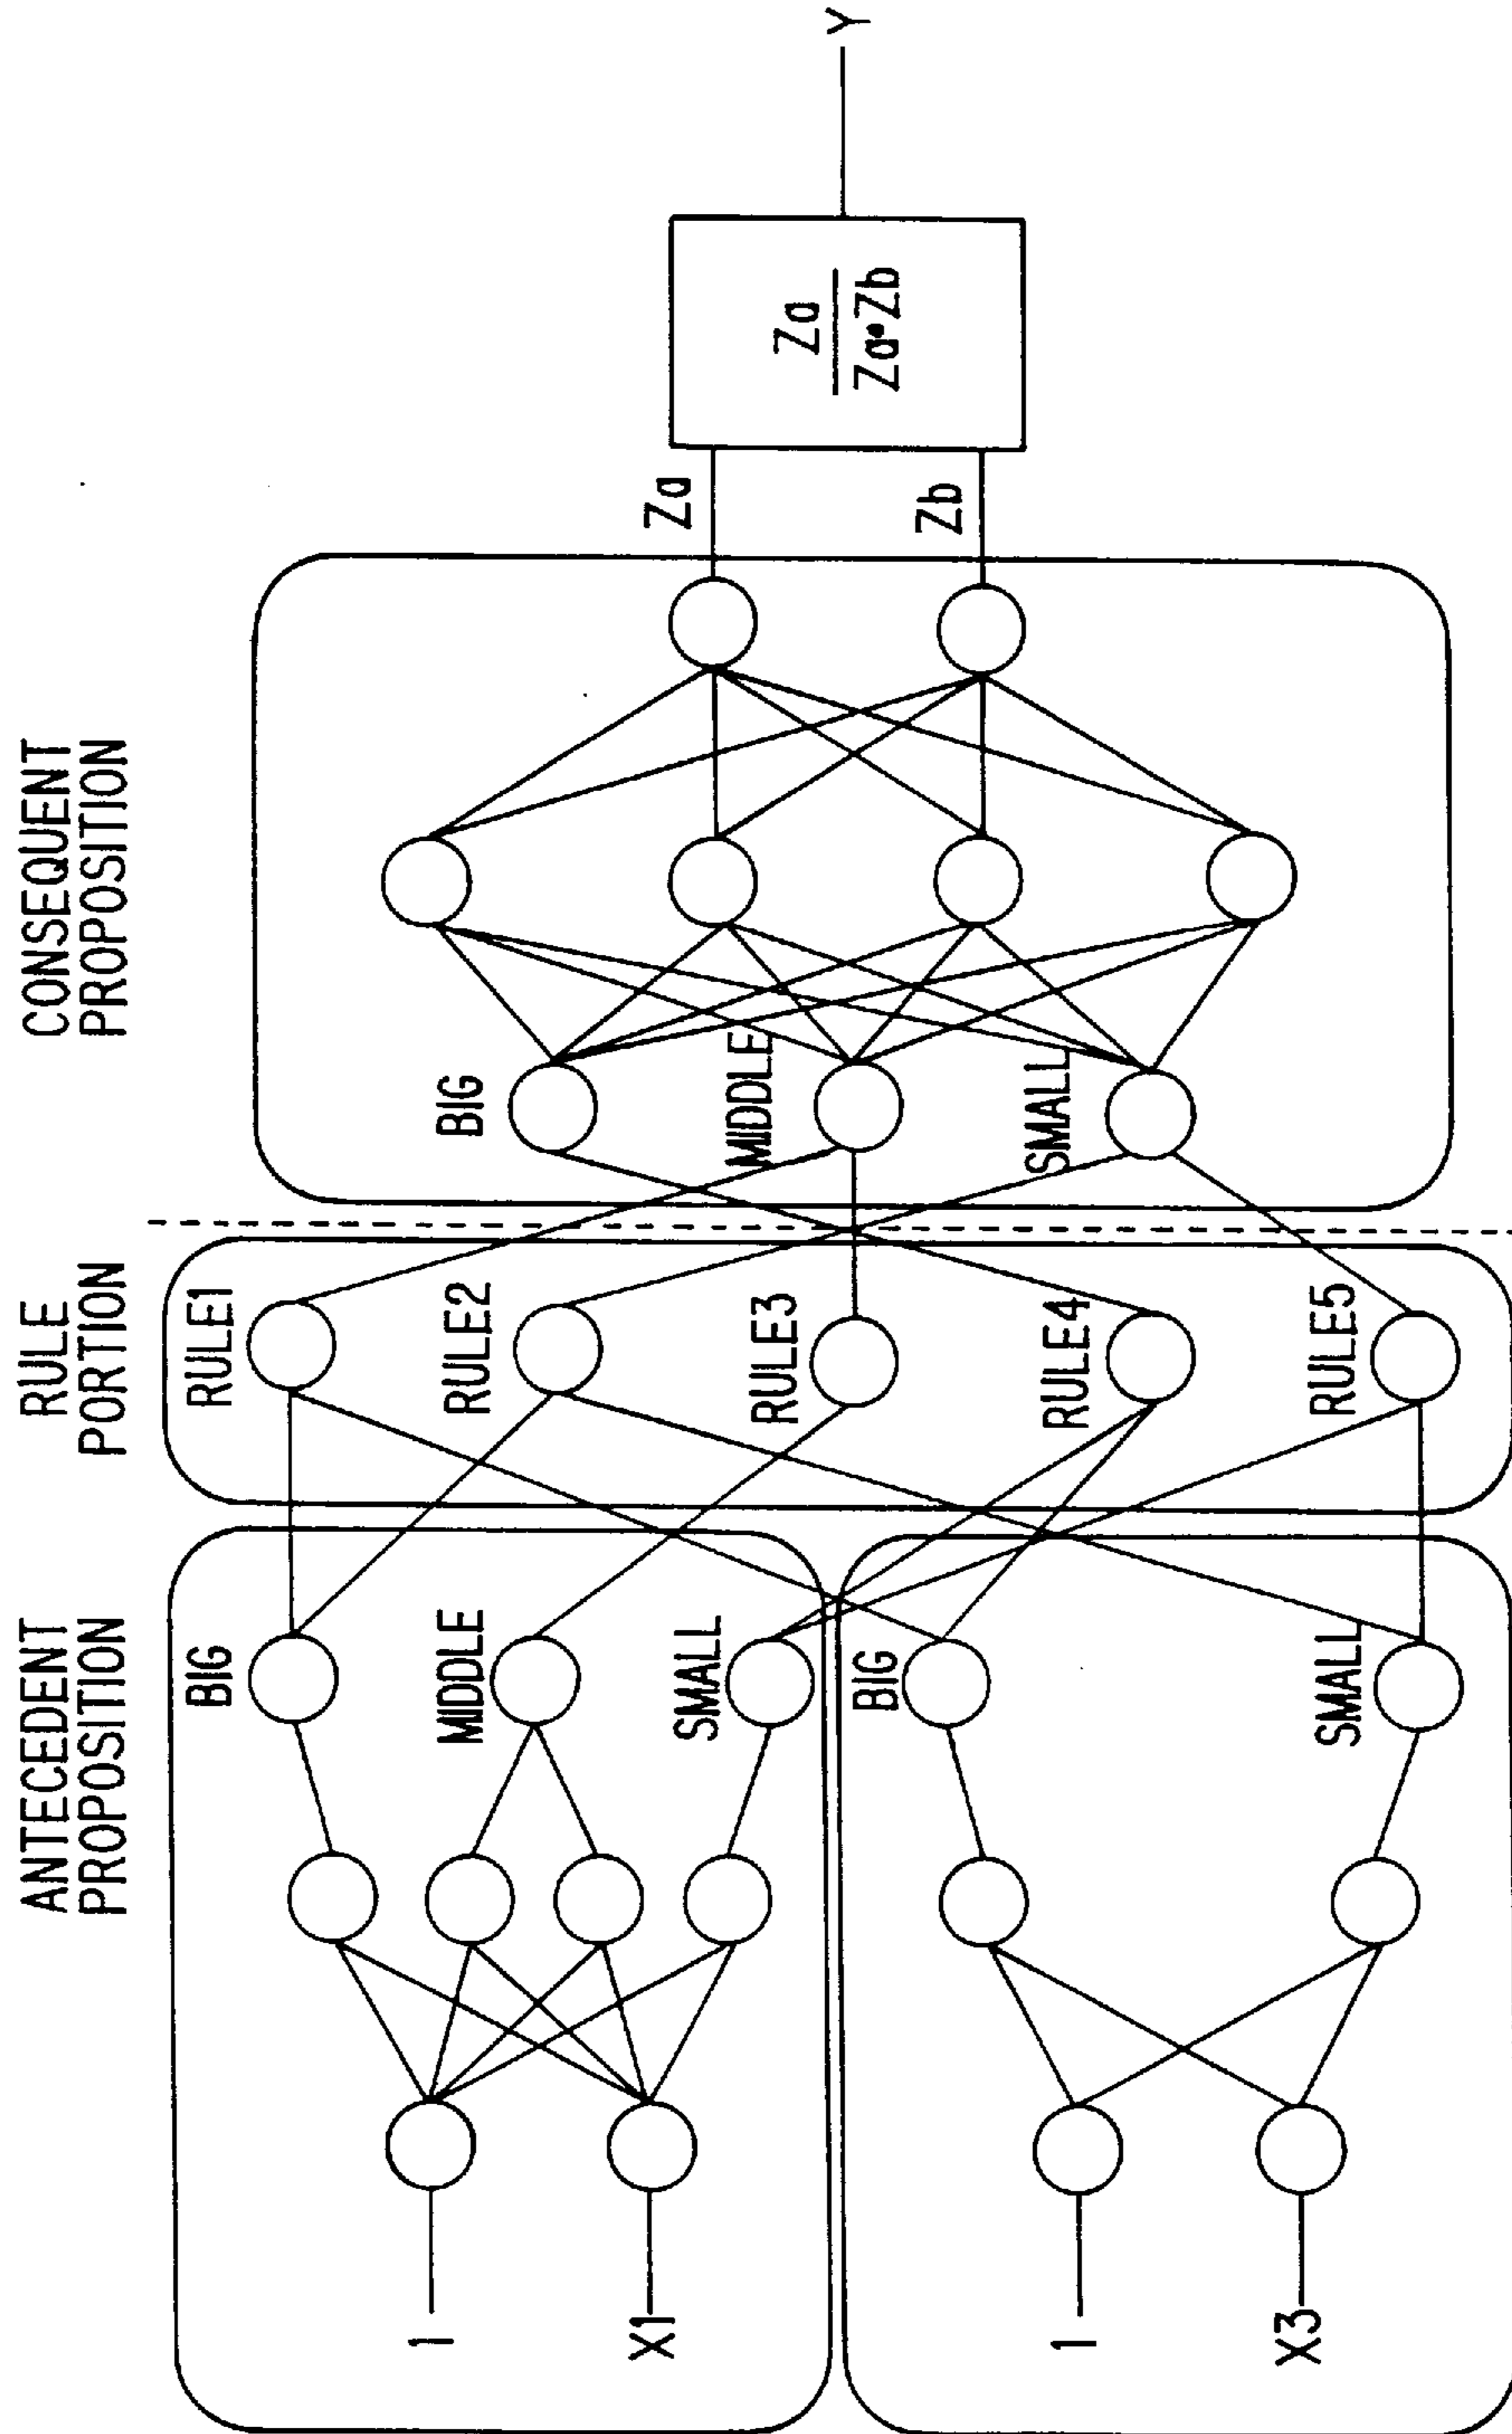 ANTECEDENT
PROPOSITION
RULE
PORTION
CONSEQUENT
PROPOSITION
1
X1
BIG
MIDDLE
SMALL
1
X3
BIG
SMALL
RULE1
RULE2
RULE3
RULE4
RULE5
BIG
MIDDLE
SMALL
Za
Zb
Za
Za•Zb
Y